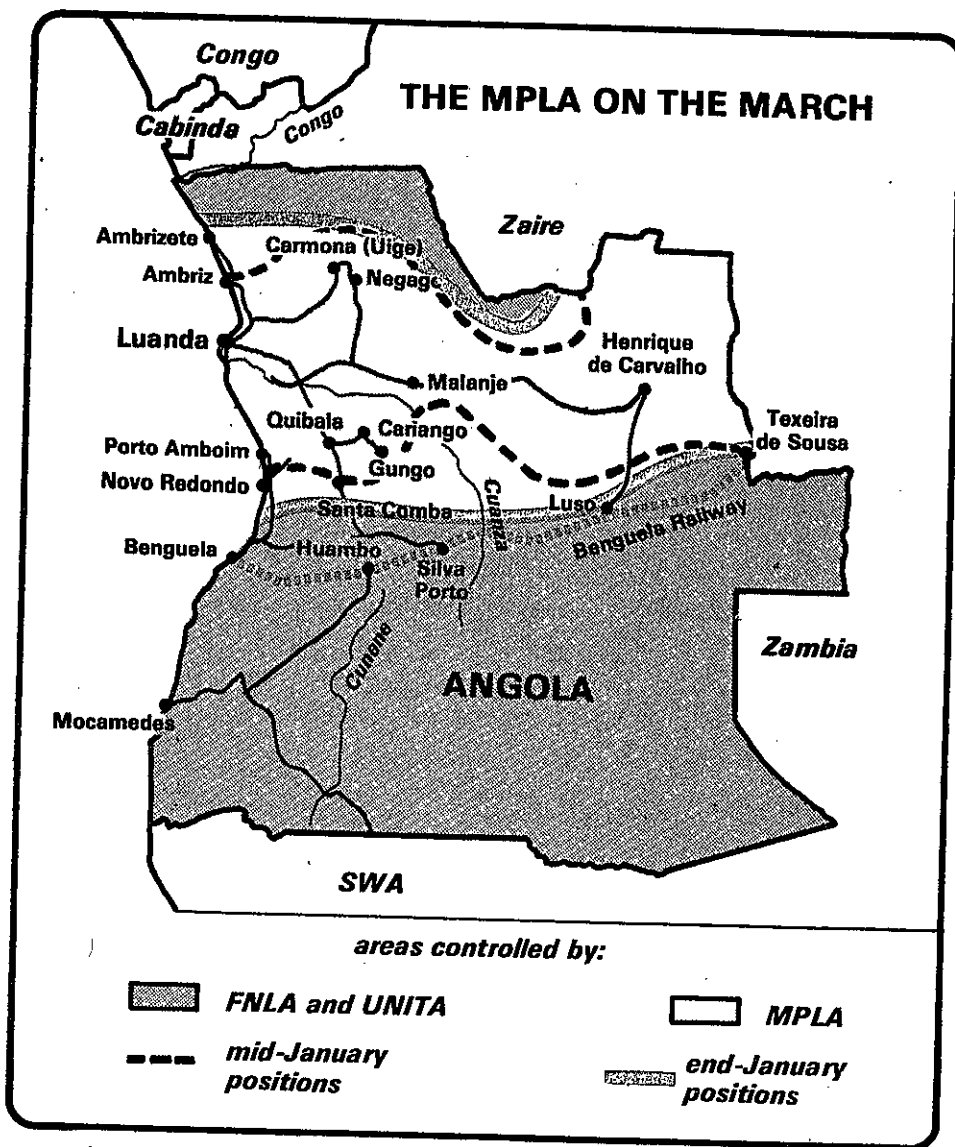 THE MPLA ON THE MARCH
Congo
Cabinda
Congo
Zaire
Ambrizete
Carmona (Uige)
Ambriz
Negage
Luanda
Henrique
de Carvalho
Malanje
Texeira
de Sousa
Quibala
Cariango
Porto Amboim
Gungo
Novo Redondo
Cuanza
Santa Comba
Luso
Benguela Railway
Benguela
Huambo
Silva
Porto
Cunene
Zambia
ANGOLA
Mocamedes
SWA
areas controlled by:
FNLA and UNITA
MPLA
mid-January
positions
end-January
positions